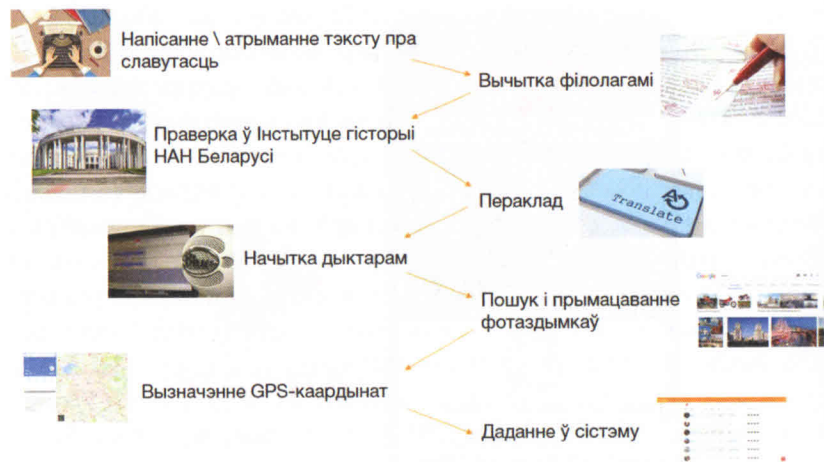 Напісанне \ атрыманне тэксту пра
славутасць
Вычытка філолагамі
Праверка ў Інстытуце гісторыі
НАН Беларусі
Пераклад
Translate
Начытка дыктарам
Пошук і прымацаванне
фотаздымкаў
Google
Вызначэнне GPS-каардынат
Даданне ў сістэму